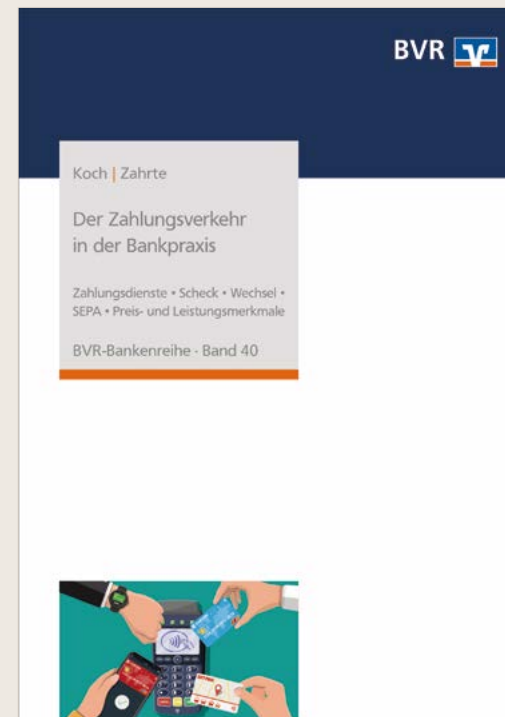 BVR
Koch | Zahrte
Der Zahlungsverkehr
in der Bankpraxis
Zahlungsdienste • Scheck • Wechsel •
SEPA • Preis- und Leistungsmerkmale
BVR-Bankenreihe · Band 40